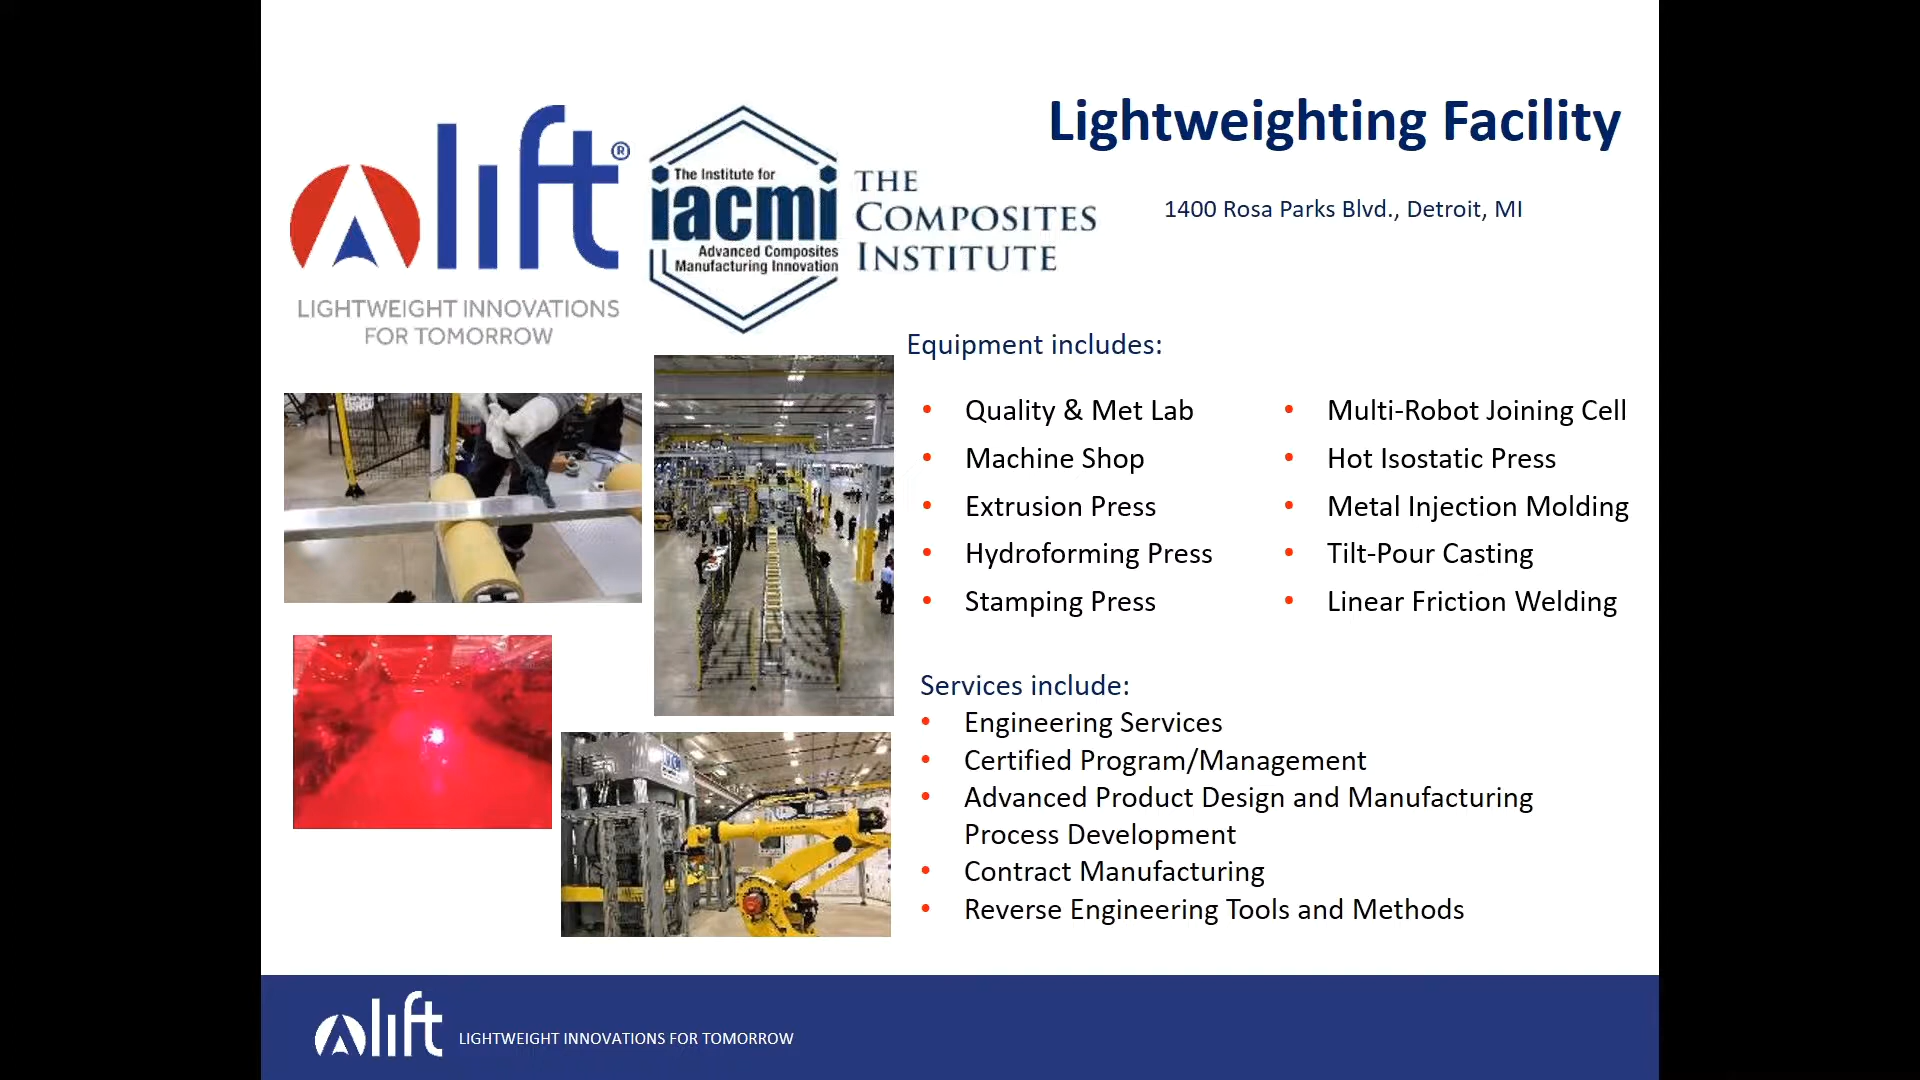 Lightweighting Facility
lift®
LIGHTWEIGHT INNOVATIONS
FOR TOMORROW
The Institute for
iacmi
Advanced Composites
Manufacturing Innovation
THE
COMPOSITES
INSTITUTE
1400 Rosa Parks Blvd., Detroit, MI
Equipment includes:
• Quality & Met Lab
• Machine Shop
• Extrusion Press
• Hydroforming Press
• Stamping Press
• Multi-Robot Joining Cell
• Hot Isostatic Press
• Metal Injection Molding
• Tilt-Pour Casting
• Linear Friction Welding
Services include:
• Engineering Services
• Certified Program/Management
• Advanced Product Design and Manufacturing
Process Development
• Contract Manufacturing
• Reverse Engineering Tools and Methods
lift
LIGHTWEIGHT INNOVATIONS FOR TOMORROW